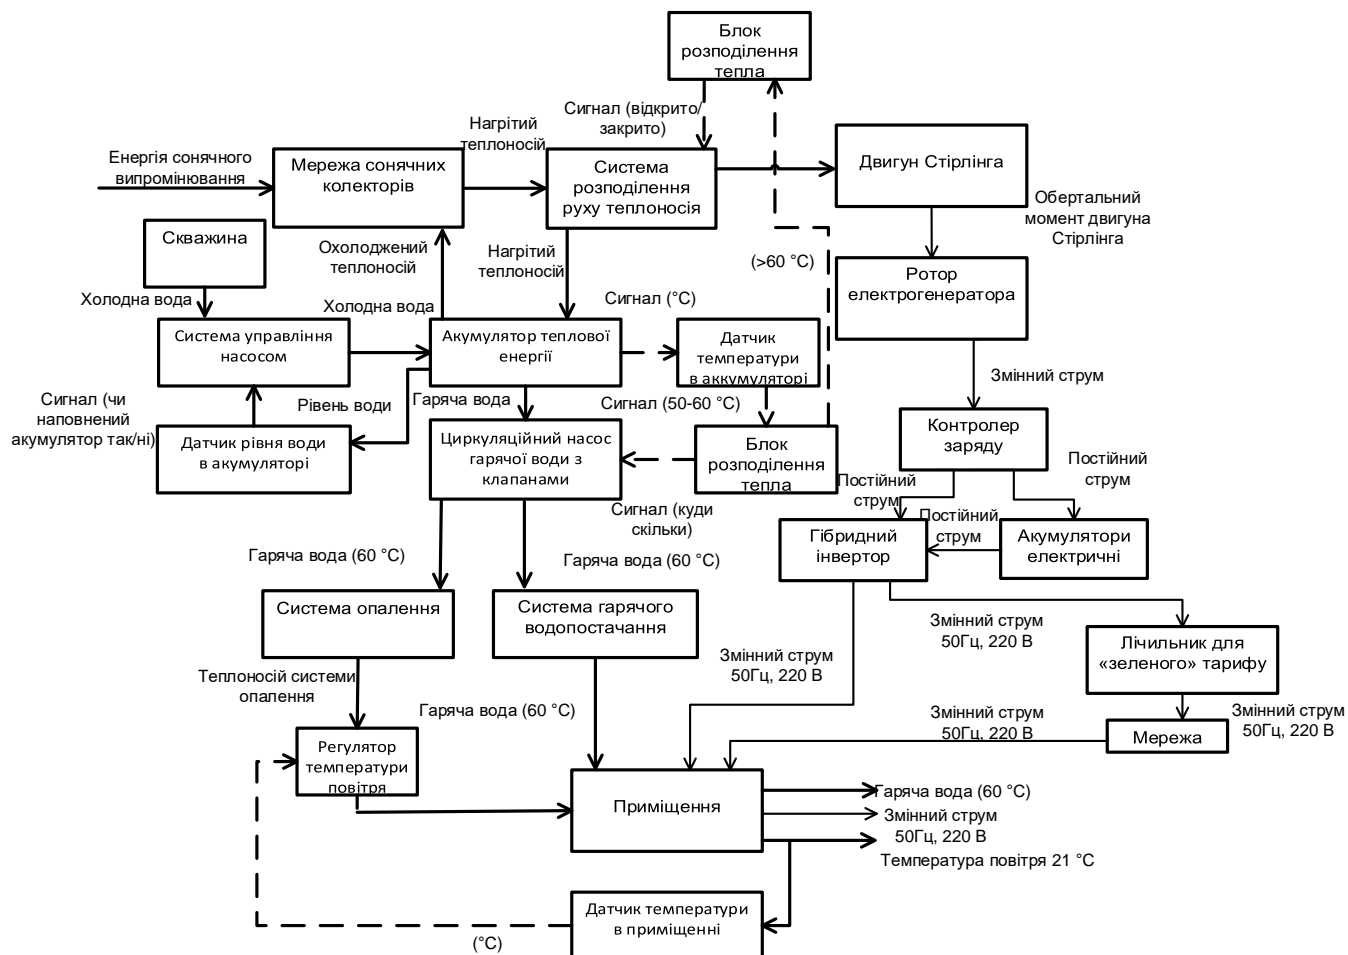 Блок
розподілення
тепла
Сигнал (відкрито/
закрито)
Нагрітий
теплоносій
Енергія сонячного
випромінювання
Мережа сонячних
колекторів
Система
розподілення
руху теплоносія
Двигун Стірлінга
Обертальний
момент двигуна
Стірлінга
Скважина
Охолоджений
теплоносій
Нагрітий
теплоносій
(>60 °C)
Ротор
електрогенератора
Холодна вода
Холодна вода
Сигнал (°C)
Система управління
насосом
Акумулятор теплової
енергії
Датчик
температури
в аккумуляторі
Змінний струм
Сигнал (чи
наповнений
акумулятор так/ні)
Рівень води
Гаряча вода
Сигнал (50-60 °C)
Датчик рівня води
в акумуляторі
Циркуляційний насос
гарячої води з
клапанами
Блок
розподілення
тепла
Контролер
заряду
Постійний
струм
Постійний
струм
Сигнал (куди
скільки)
Постійний
струм
Гібридний
інвертор
Акумулятори
електричні
Гаряча вода (60 °C)
Гаряча вода (60 °C)
Система опалення
Система гарячого
водопостачання
Змінний струм
50Гц, 220 В
Лічильник для
«зеленого» тарифу
Теплоносій системи
опалення
Змінний струм
50Гц, 220 В
Гаряча вода (60 °C)
Змінний струм
50Гц, 220 В
Змінний струм
50Гц, 220 В
Мережа
Регулятор
температури
повітря
Приміщення
Гаряча вода (60 °C)
Змінний струм
50Гц, 220 В
Температура повітря 21 °C
Датчик температури
в приміщенні
(°C)